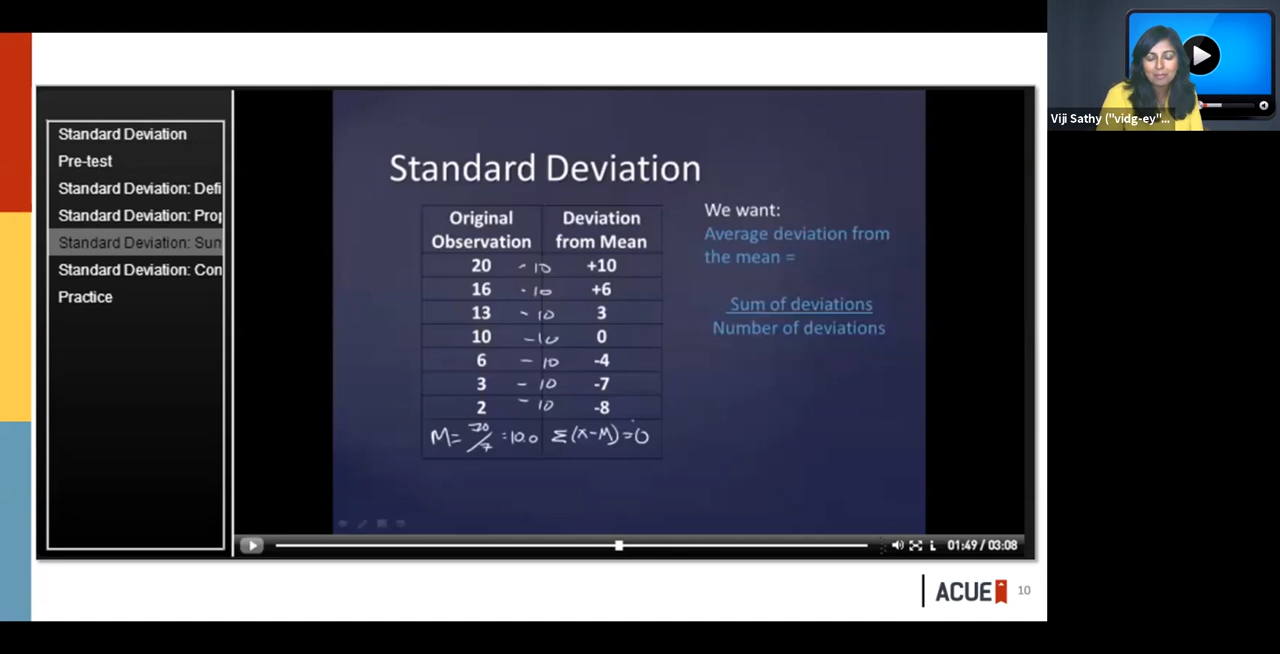 Standard Deviation
Pre-test
Standard Deviation: Defi
Standard Deviation: Prop
Standard Deviation: Sum
Standard Deviation: Con
Practice
Standard Deviation
Original Observation
Deviation from Mean
20 - 10 +10
16 - 10 +6
13 - 10 3
10 - 10 0
6 - 10 -4
3 - 10 -7
2 - 10 -8
M = 70/7 = 10.0 Σ(X-M)=0
We want:
Average deviation from
the mean =
Sum of deviations
Number of deviations
01:49 / 03:08
ACUE
10
Viji Sathy ("vidg-ey"...